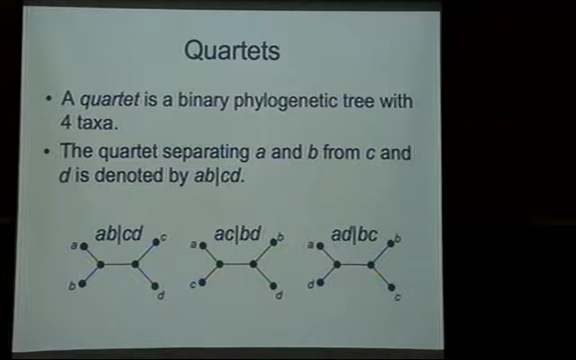 Quartets
• A quartet is a binary phylogenetic tree with
4 taxa.
• The quartet separating a and b from c and
d is denoted by ab|cd.
ab|cd
a
c
b
d
ac|bd
a
b
c
d
ad|bc
a
b
d
c